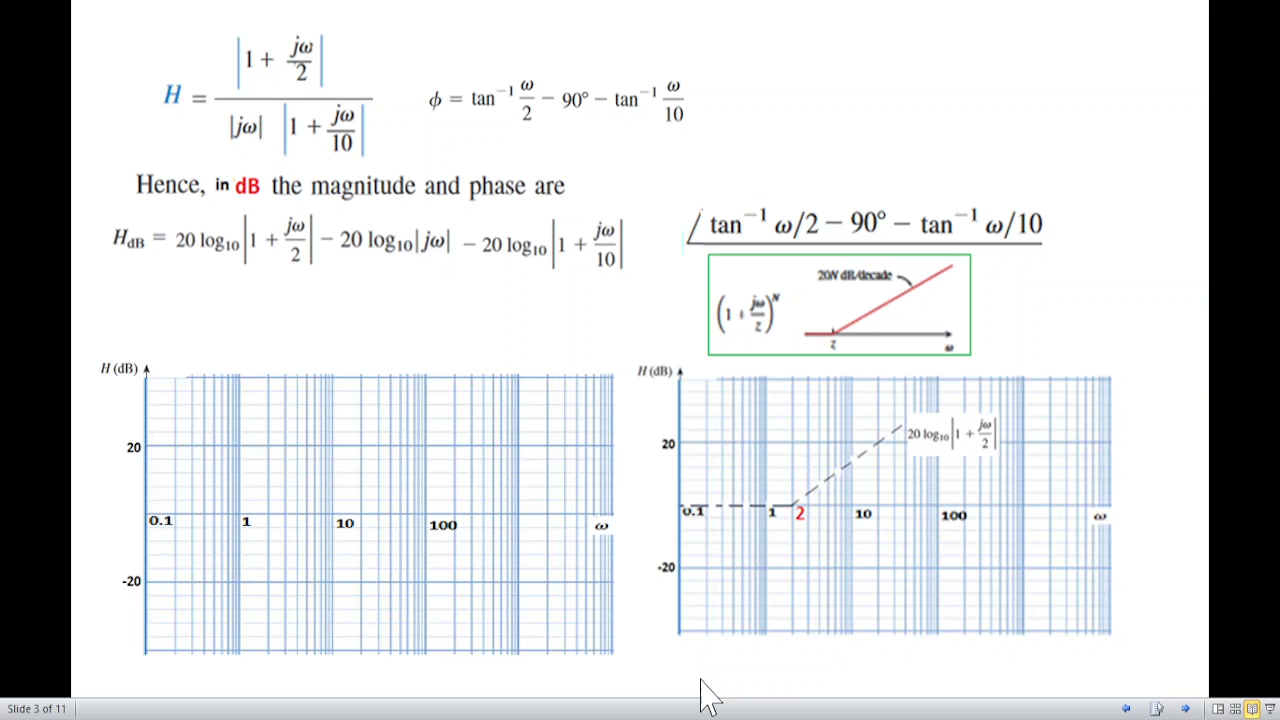 H = |1 + jω/2| / |jω| |1 + jω/10|
ϕ = tan⁻¹ ω/2 − 90° − tan⁻¹ ω/10
Hence, in dB the magnitude and phase are
H_dB = 20 log₁₀|1 + jω/2| − 20 log₁₀|jω| − 20 log₁₀|1 + jω/10|
/tan⁻¹ ω/2 − 90° − tan⁻¹ ω/10
20N dB/decade
(1 + jω/z)^N
z
ω
H (dB)
20
0.1 1 10 100 ω
-20
H (dB)
20 log₁₀|1 + jω/2|
20
0.1 1 2 10 100 ω
-20
Slide 3 of 11